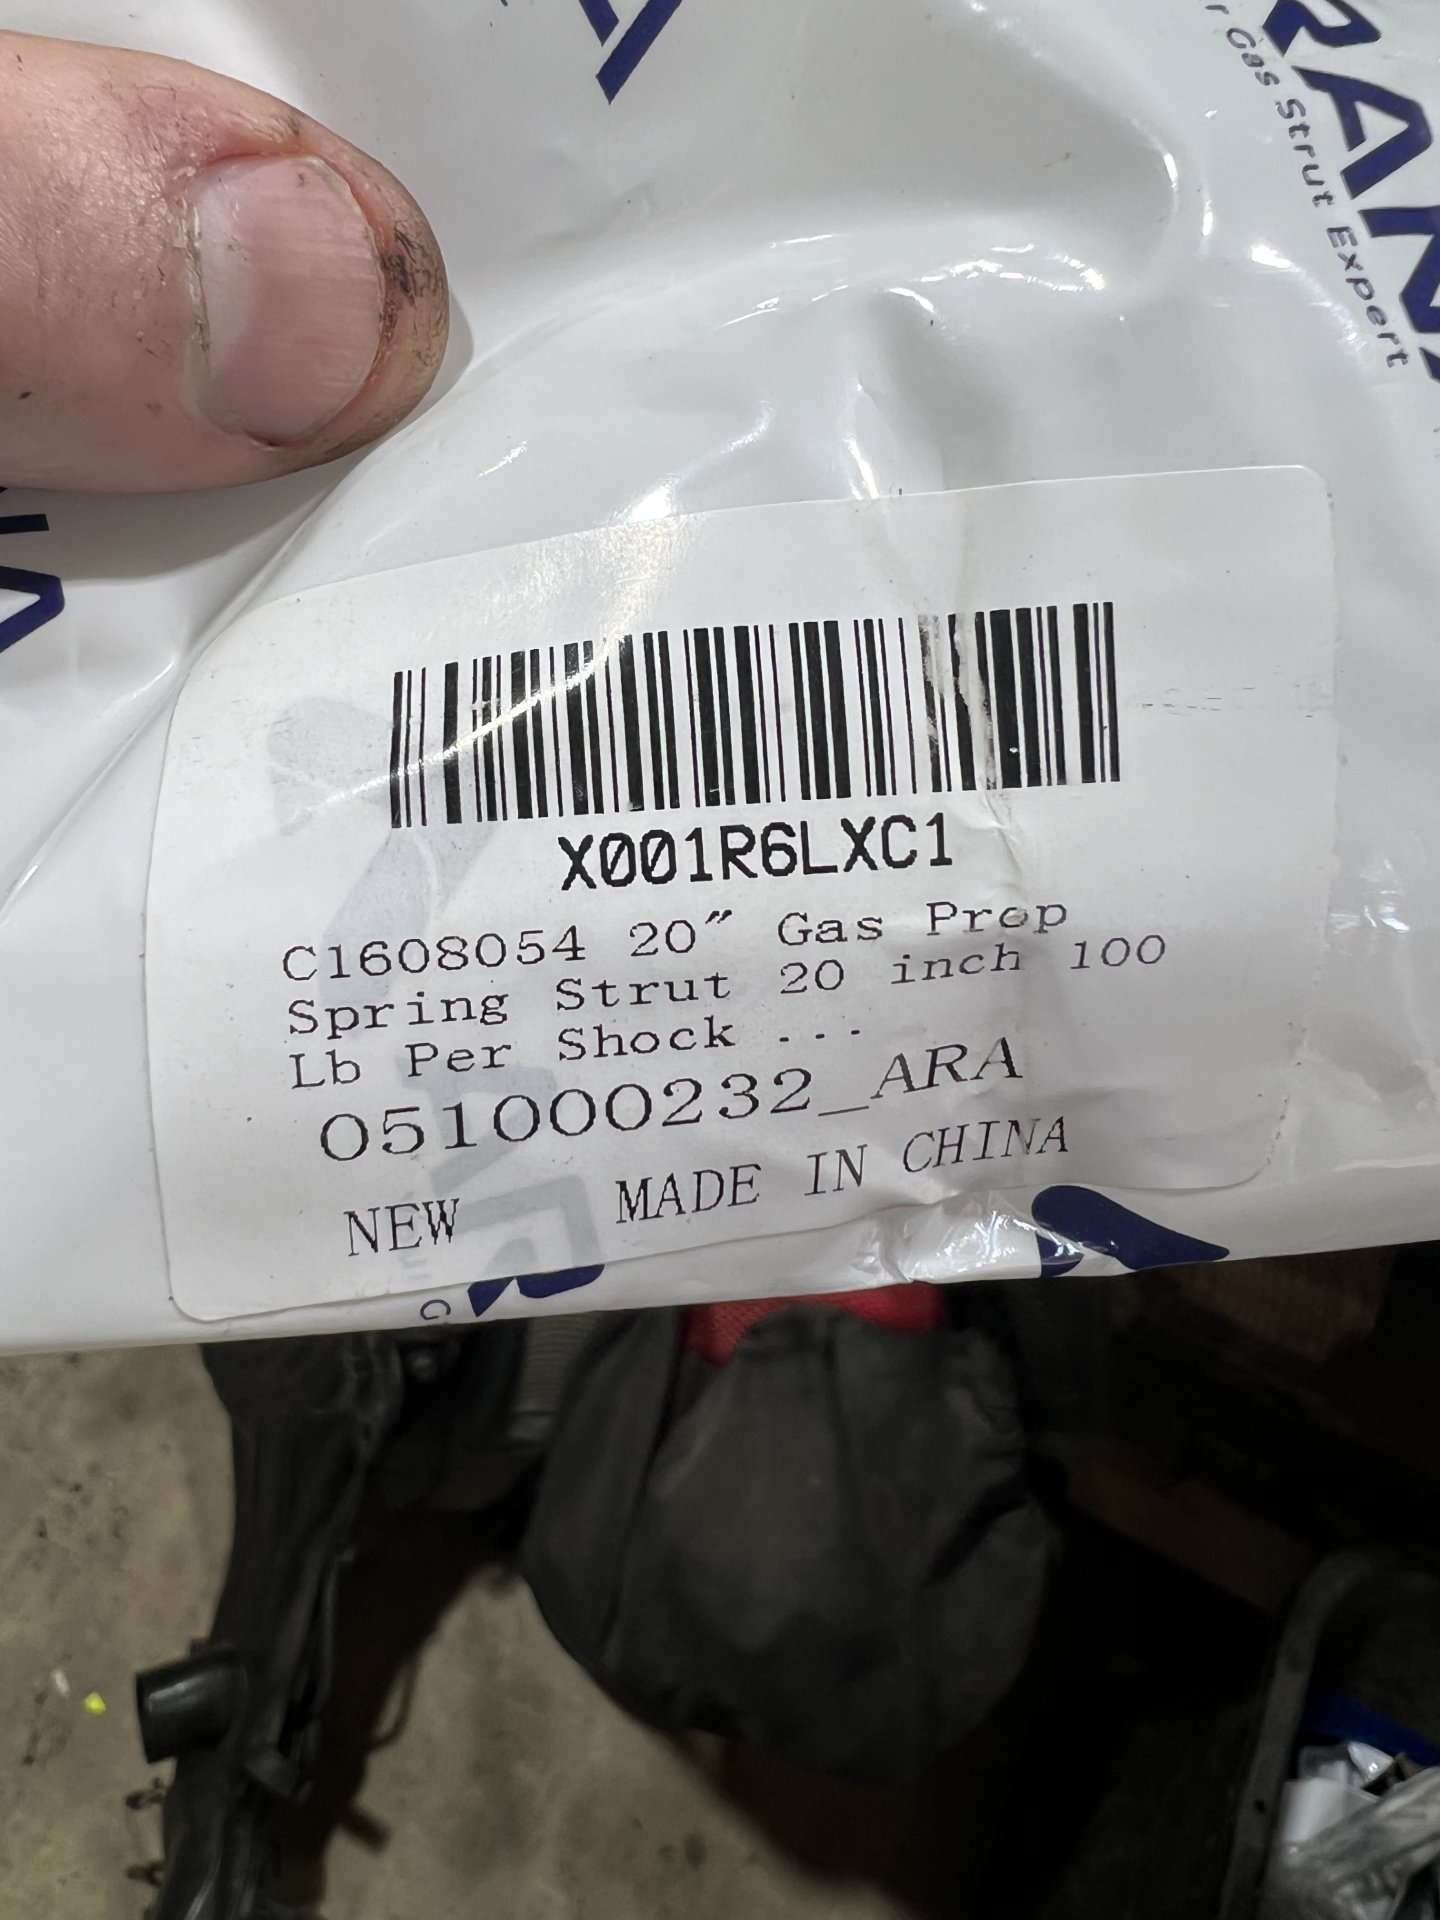 r Gas Strut Expert
X001R6LXC1
C1608054 20" Gas Prop
Spring Strut 20 inch 100
Lb Per Shock ...
051000232_ARA
NEW MADE IN CHINA